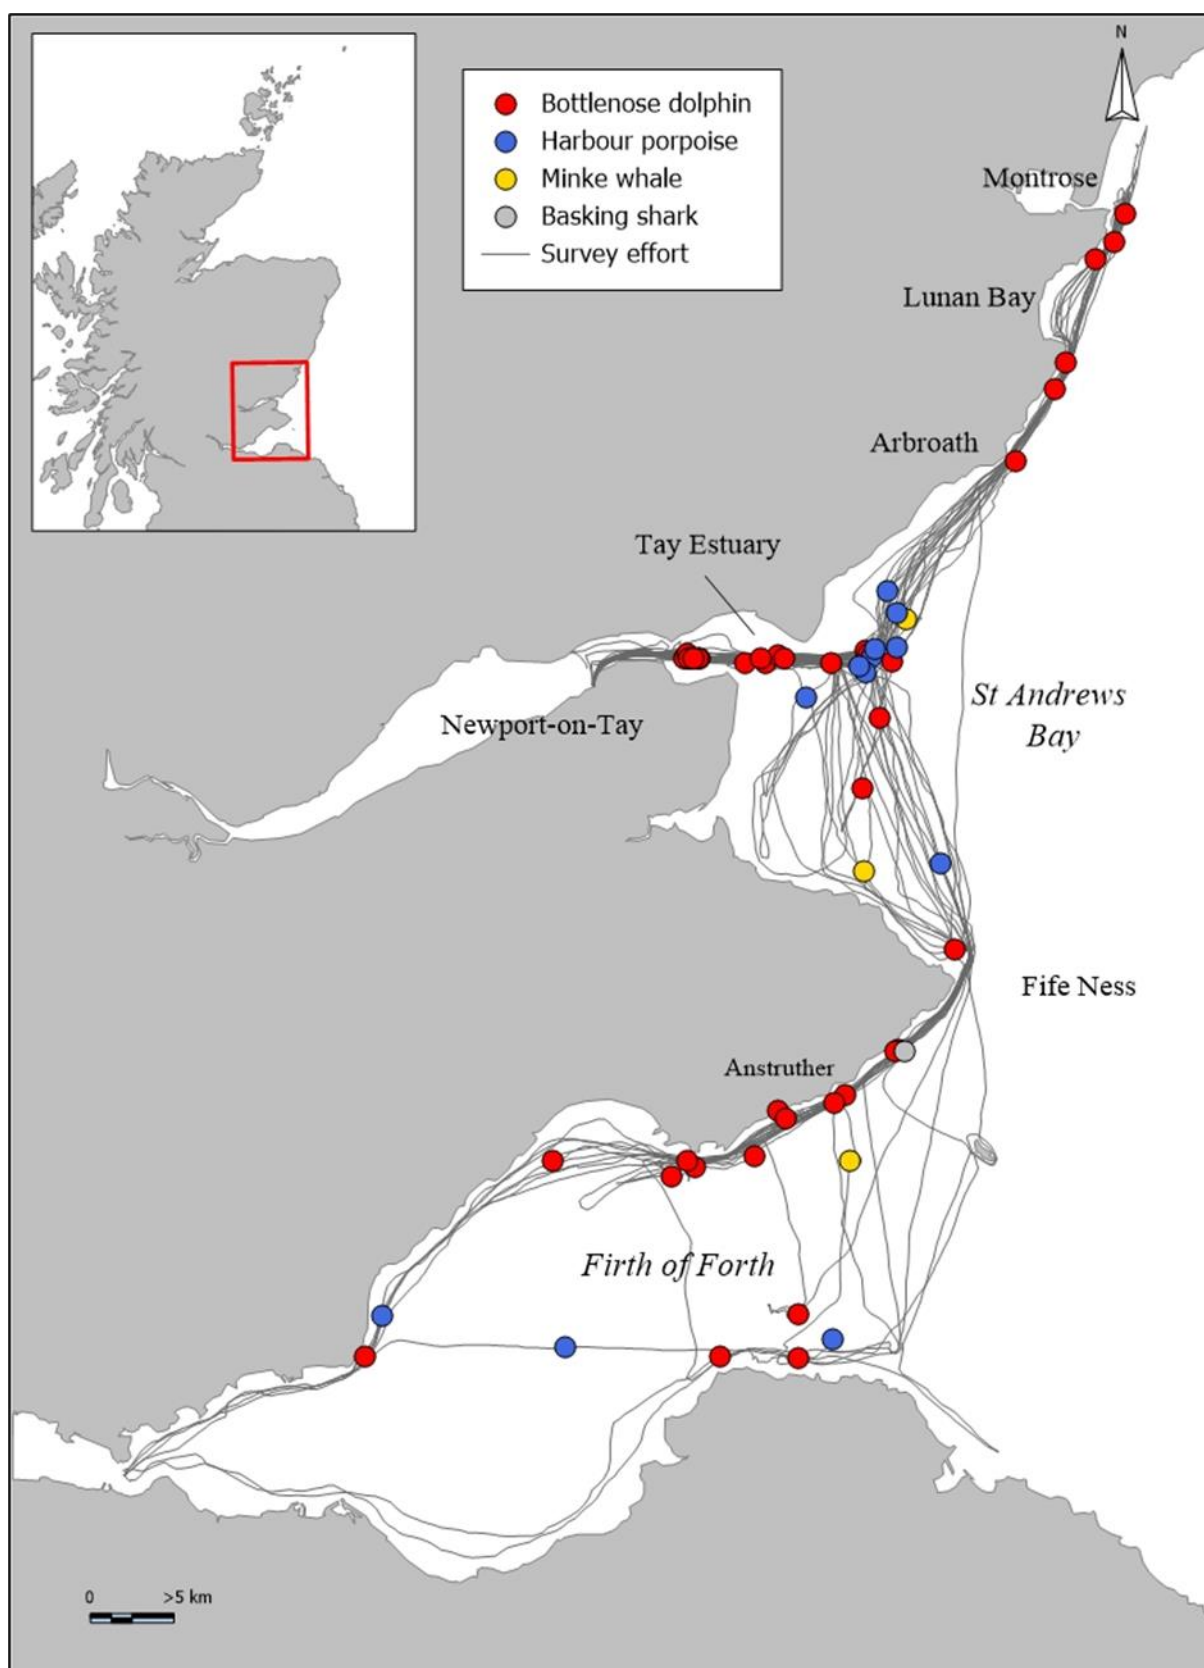 N
Bottlenose dolphin
Harbour porpoise
Minke whale
Basking shark
Survey effort
Montrose
Lunan Bay
Arbroath
Tay Estuary
St Andrews
Bay
Newport-on-Tay
Fife Ness
Anstruther
Firth of Forth
0 >5 km